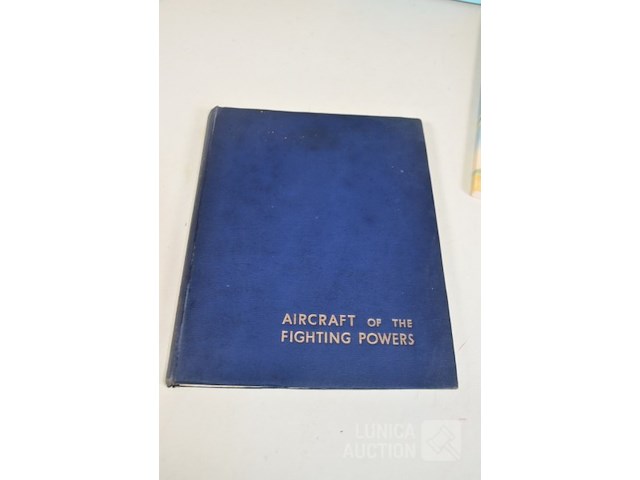 AIRCRAFT OF THE
FIGHTING POWERS
LUNICA
AUCTION